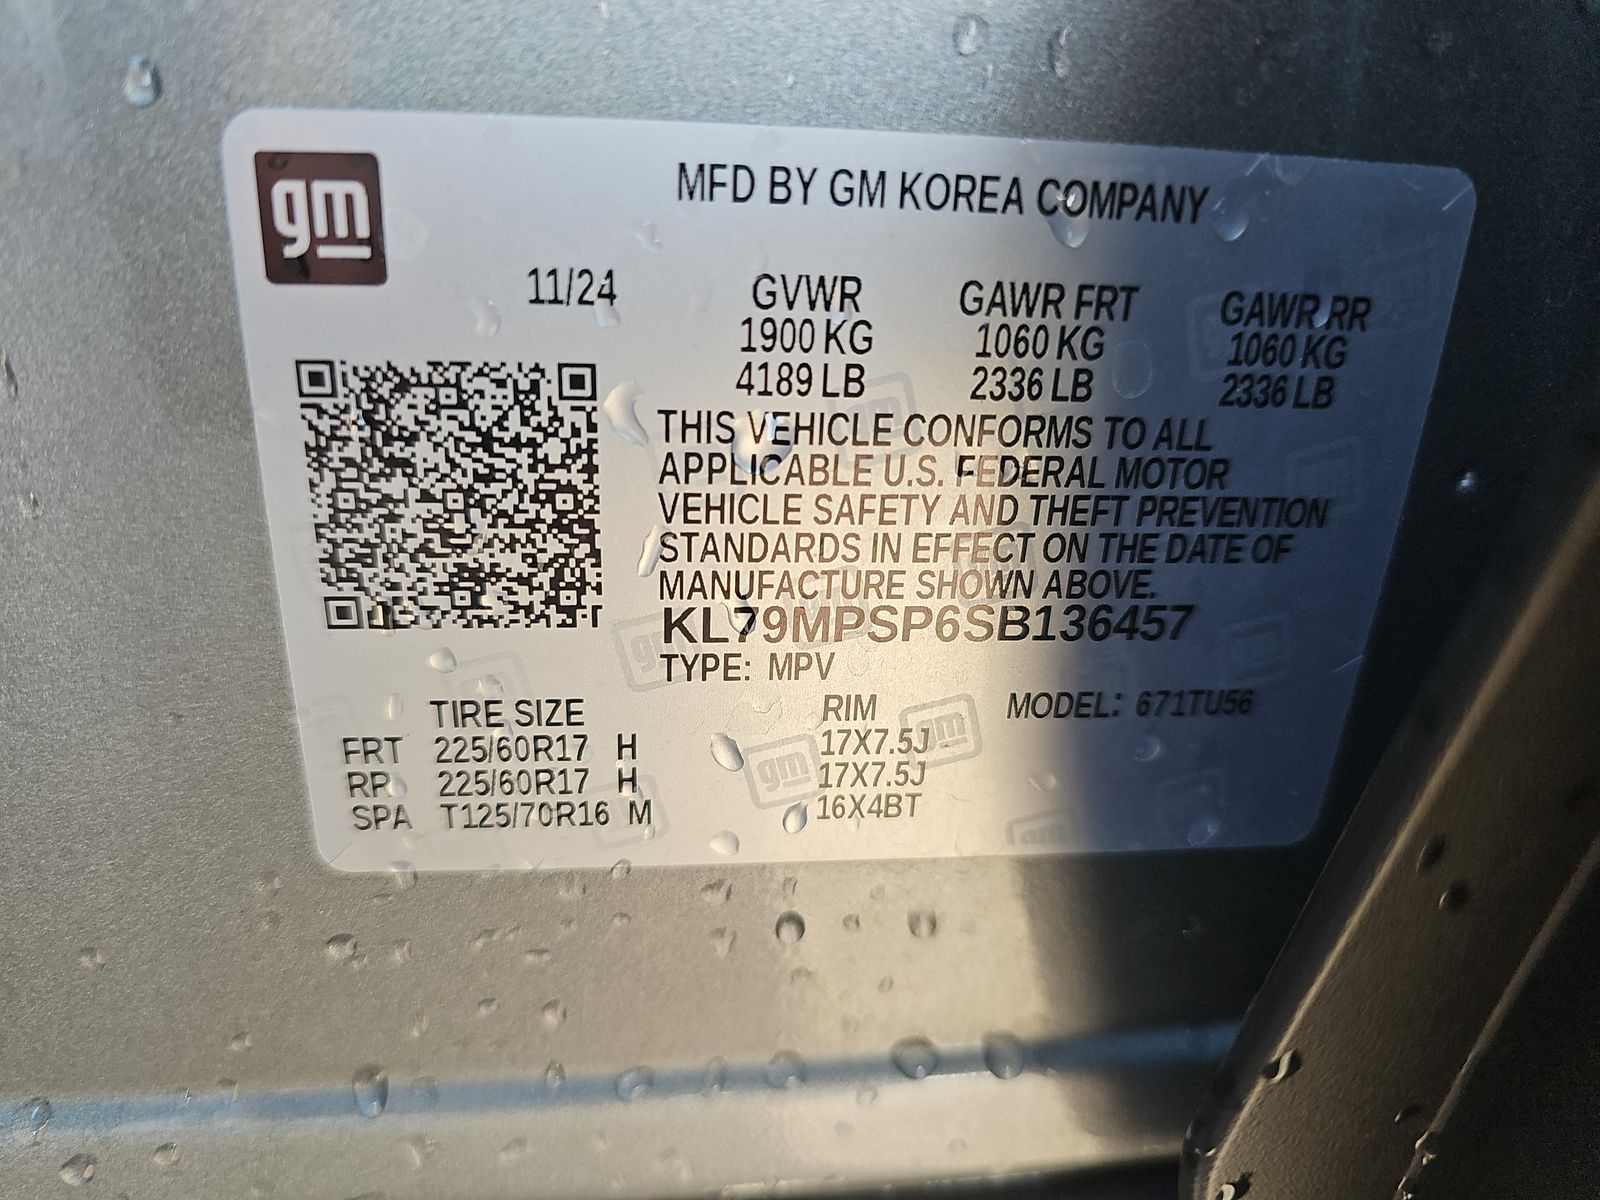 gm
MFD BY GM KOREA COMPANY
11/24 GVWR GAWR FRT GAWR RR
1900 KG 1060 KG 1060 KG
4189 LB 2336 LB 2336 LB
THIS VEHICLE CONFORMS TO ALL
APPLICABLE U.S. FEDERAL MOTOR
VEHICLE SAFETY AND THEFT PREVENTION
STANDARDS IN EFFECT ON THE DATE OF
MANUFACTURE SHOWN ABOVE.
KL79MPSP6SB136457
TYPE: MPV
TIRE SIZE RIM MODEL: 671TU56
FRT 225/60R17 H 17X7.5J
RR 225/60R17 H 17X7.5J
SPA T125/70R16 M 16X4BT